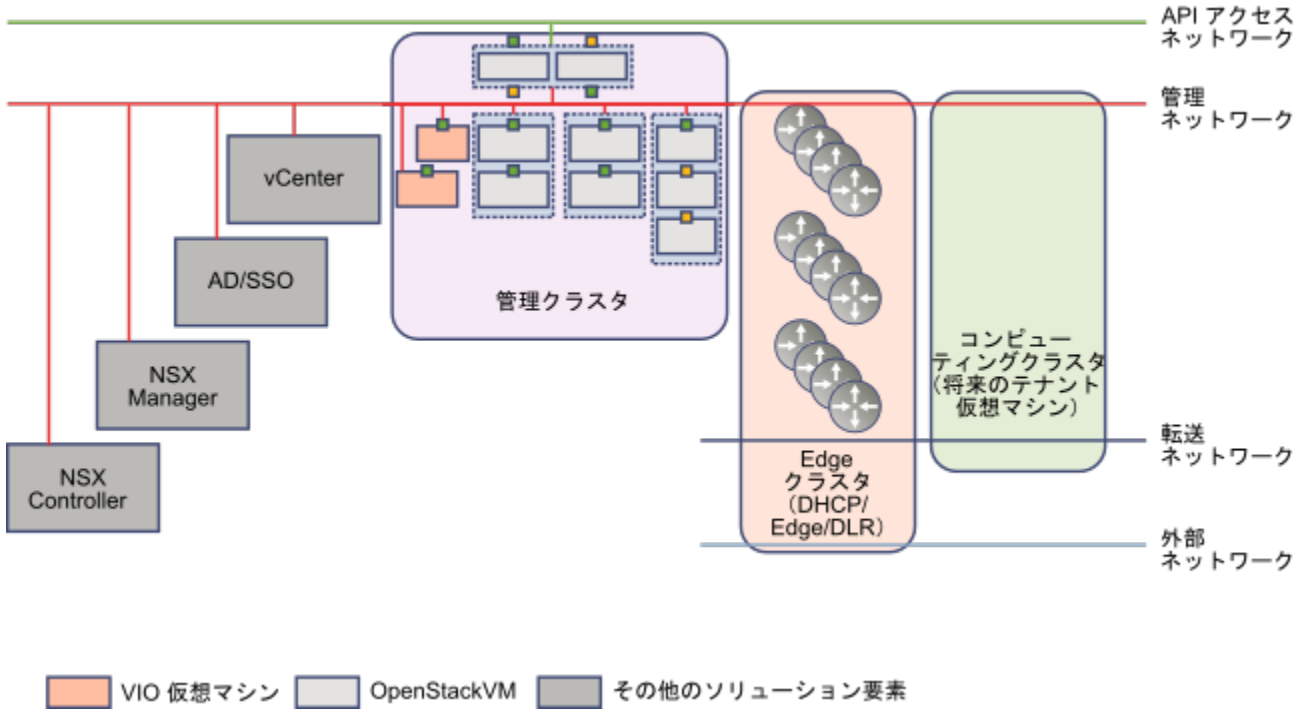 API アクセス
ネットワーク
管理
ネットワーク
vCenter
AD/SSO
管理クラスタ
NSX
Manager
NSX
Controller
コンピュー
ティングクラスタ
（将来のテナント
仮想マシン）
転送
ネットワーク
Edge
クラスタ
（DHCP/
Edge/DLR）
外部
ネットワーク
VIO 仮想マシン
OpenStackVM
その他のソリューション要素